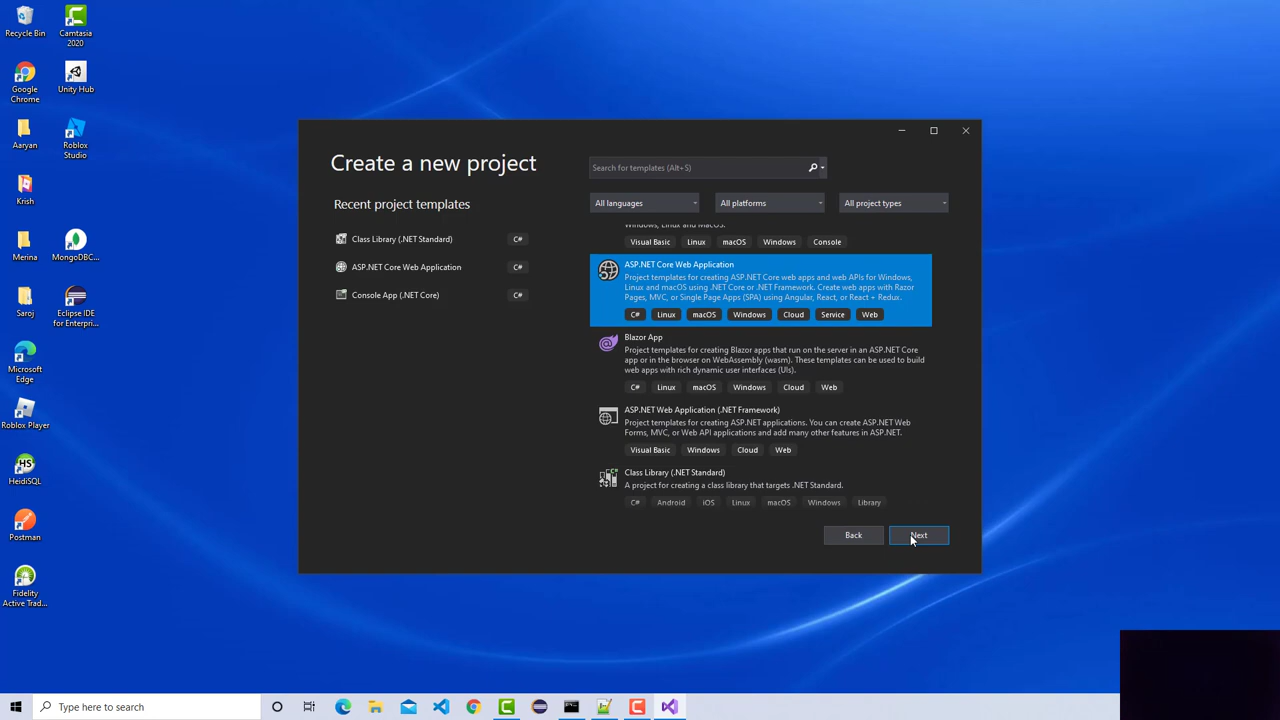 Recycle Bin
Camtasia
2020
Google
Chrome
Unity Hub
Aaryan
Roblox
Studio
Krish
Merina
MongoDBC...
Saroj
Eclipse IDE
for Enterpri...
Microsoft
Edge
Roblox Player
HS
HeidiSQL
Postman
Fidelity
Active Trad...
Create a new project
Recent project templates
Class Library (.NET Standard) C#
ASP.NET Core Web Application C#
Console App (.NET Core) C#
Search for templates (Alt+S)
All languages All platforms All project types
Windows, Linux and MacOS.
Visual Basic Linux macOS Windows Console
ASP.NET Core Web Application
Project templates for creating ASP.NET Core web apps and web APIs for Windows,
Linux and macOS using .NET Core or .NET Framework. Create web apps with Razor
Pages, MVC, or Single Page Apps (SPA) using Angular, React, or React + Redux.
C# Linux macOS Windows Cloud Service Web
Blazor App
Project templates for creating Blazor apps that run on the server in an ASP.NET Core
app or in the browser on WebAssembly (wasm). These templates can be used to build
web apps with rich dynamic user interfaces (UIs).
C# Linux macOS Windows Cloud Web
ASP.NET Web Application (.NET Framework)
Project templates for creating ASP.NET applications. You can create ASP.NET Web
Forms, MVC, or Web API applications and add many other features in ASP.NET.
Visual Basic Windows Cloud Web
Class Library (.NET Standard)
A project for creating a class library that targets .NET Standard.
C# Android iOS Linux macOS Windows Library
Back Next
Type here to search